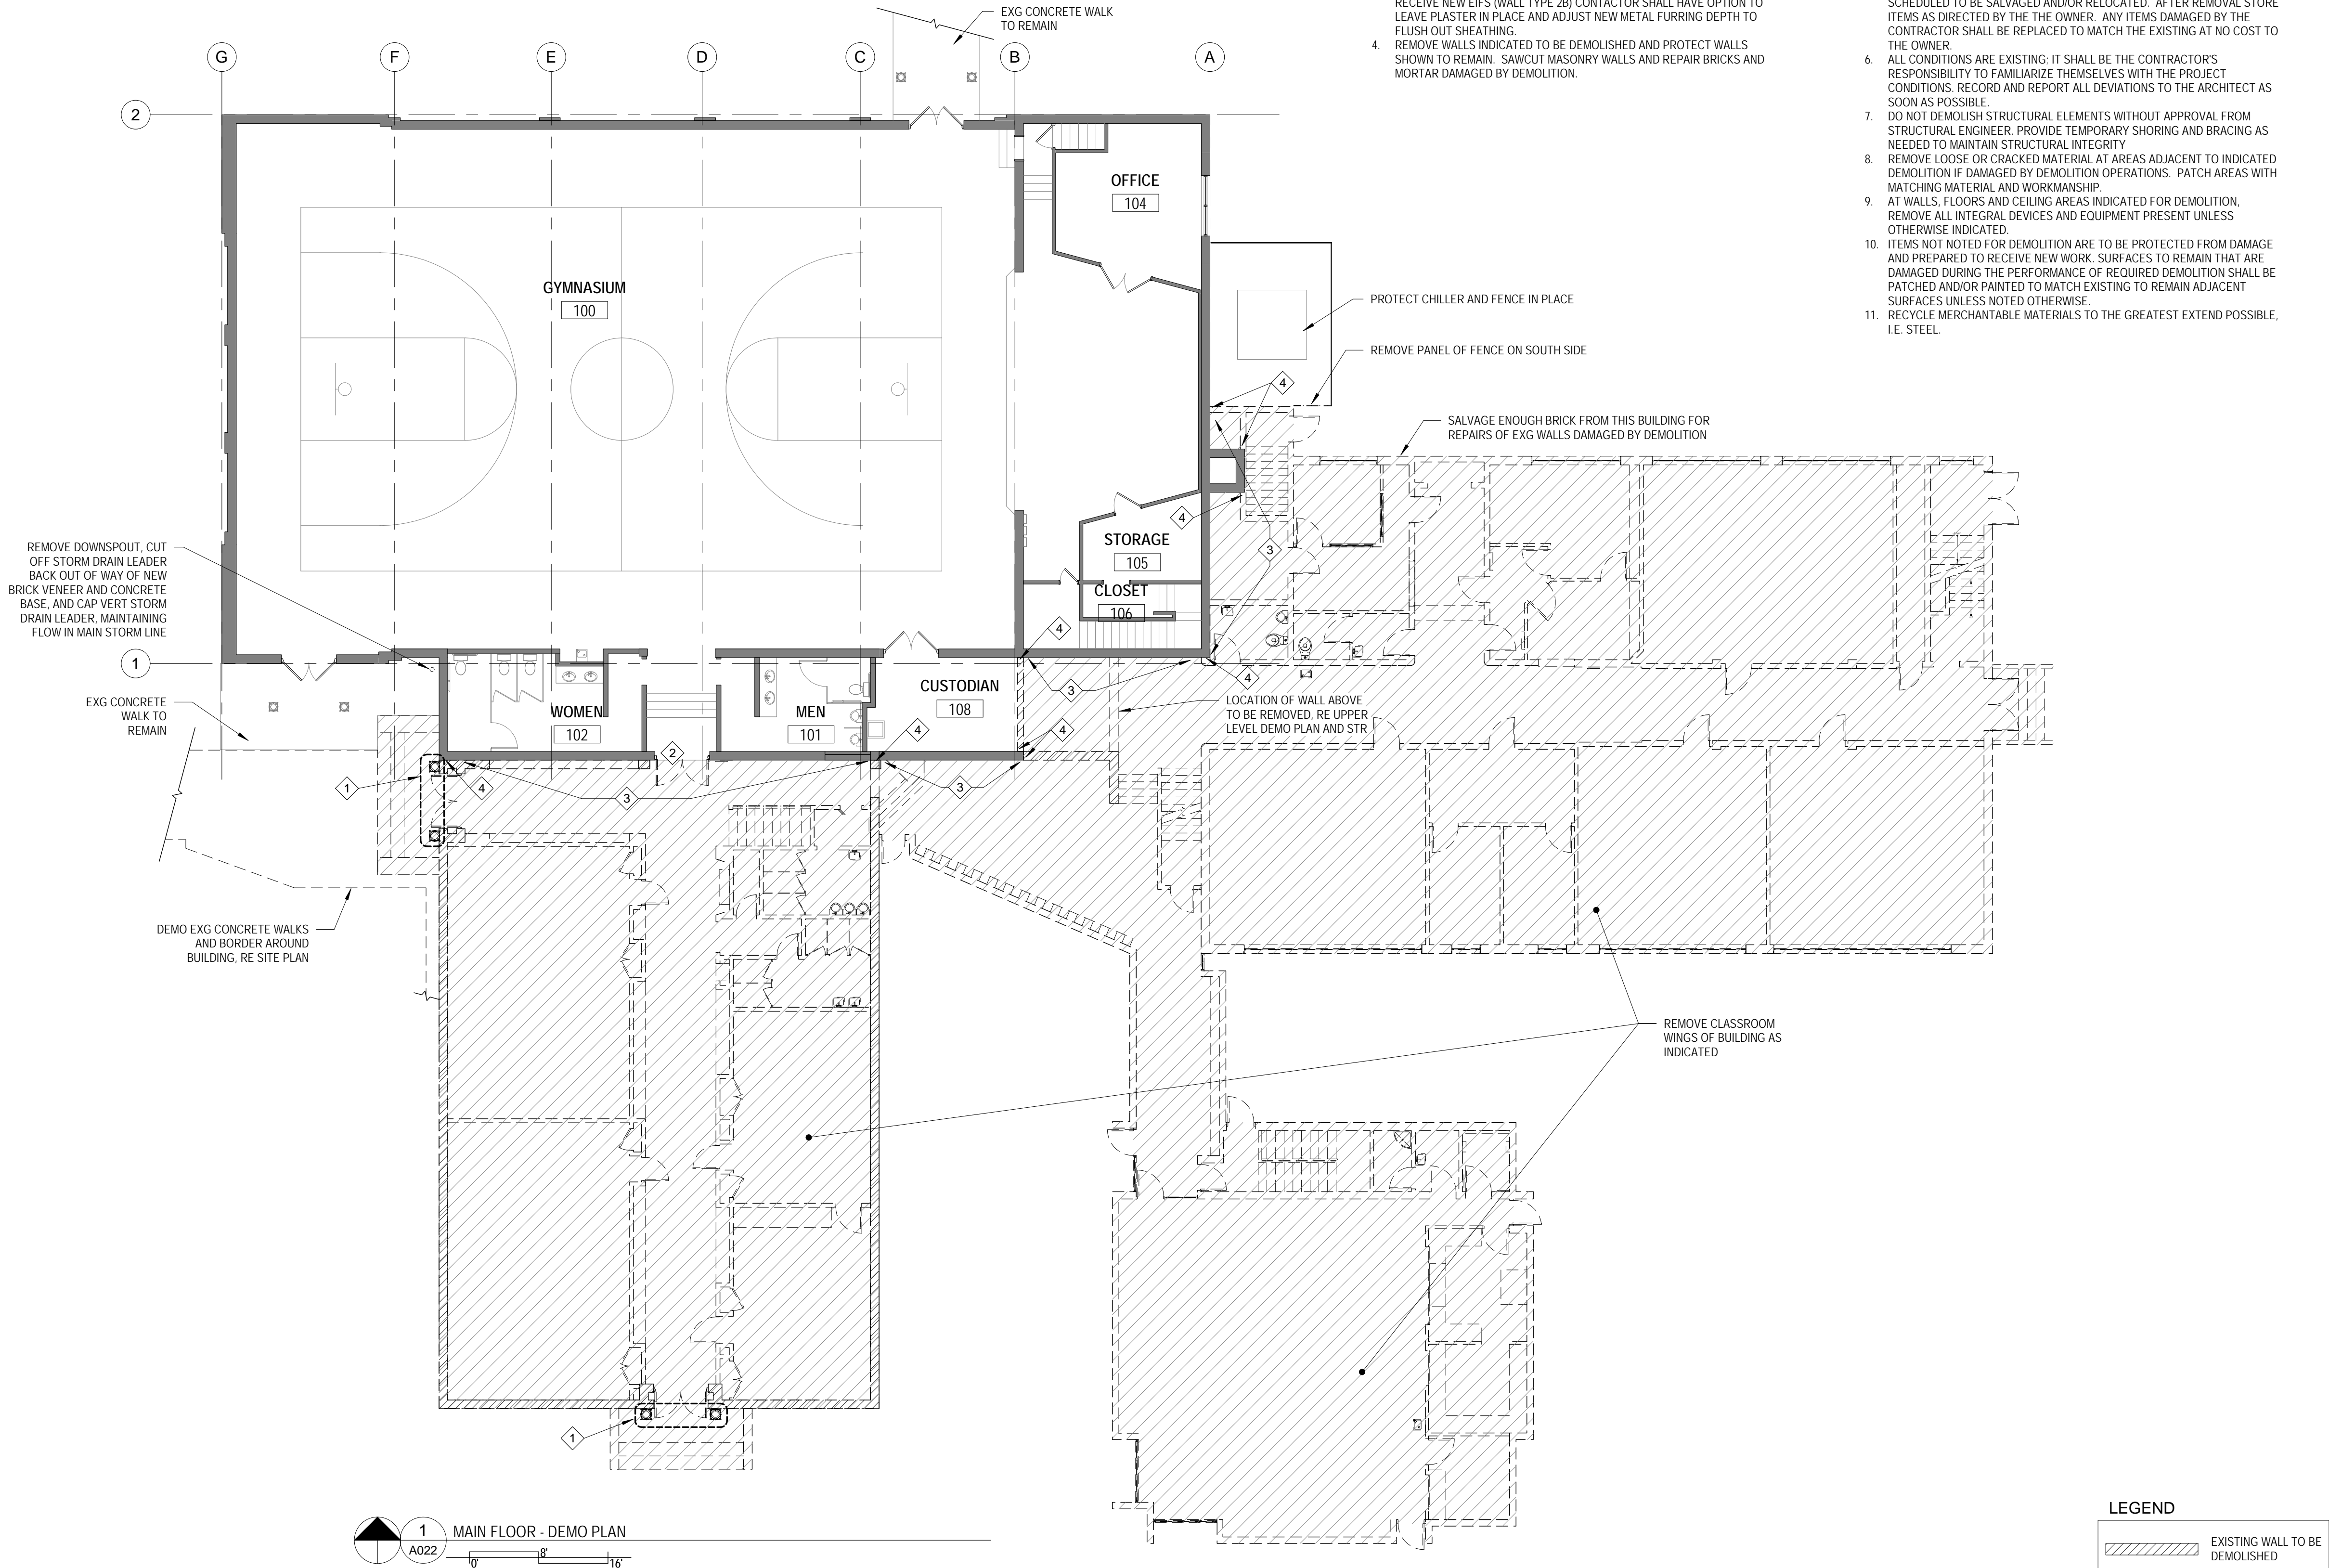 RECEIVE NEW EIFS (WALL TYPE 2B) CONTACTOR SHALL HAVE OPTION TO
LEAVE PLASTER IN PLACE AND ADJUST NEW METAL FURRING DEPTH TO
FLUSH OUT SHEATHING.
4. REMOVE WALLS INDICATED TO BE DEMOLISHED AND PROTECT WALLS
SHOWN TO REMAIN. SAWCUT MASONRY WALLS AND REPAIR BRICKS AND
MORTAR DAMAGED BY DEMOLITION.
SCHEDULED TO BE SALVAGED AND/OR RELOCATED. AFTER REMOVAL STORE
ITEMS AS DIRECTED BY THE THE OWNER. ANY ITEMS DAMAGED BY THE
CONTRACTOR SHALL BE REPLACED TO MATCH THE EXISTING AT NO COST TO
THE OWNER.
6. ALL CONDITIONS ARE EXISTING; IT SHALL BE THE CONTRACTOR'S
RESPONSIBILITY TO FAMILIARIZE THEMSELVES WITH THE PROJECT
CONDITIONS. RECORD AND REPORT ALL DEVIATIONS TO THE ARCHITECT AS
SOON AS POSSIBLE.
7. DO NOT DEMOLISH STRUCTURAL ELEMENTS WITHOUT APPROVAL FROM
STRUCTURAL ENGINEER. PROVIDE TEMPORARY SHORING AND BRACING AS
NEEDED TO MAINTAIN STRUCTURAL INTEGRITY
8. REMOVE LOOSE OR CRACKED MATERIAL AT AREAS ADJACENT TO INDICATED
DEMOLITION IF DAMAGED BY DEMOLITION OPERATIONS. PATCH AREAS WITH
MATCHING MATERIAL AND WORKMANSHIP.
9. AT WALLS, FLOORS AND CEILING AREAS INDICATED FOR DEMOLITION,
REMOVE ALL INTEGRAL DEVICES AND EQUIPMENT PRESENT UNLESS
OTHERWISE INDICATED.
10. ITEMS NOT NOTED FOR DEMOLITION ARE TO BE PROTECTED FROM DAMAGE
AND PREPARED TO RECEIVE NEW WORK. SURFACES TO REMAIN THAT ARE
DAMAGED DURING THE PERFORMANCE OF REQUIRED DEMOLITION SHALL BE
PATCHED AND/OR PAINTED TO MATCH EXISTING TO REMAIN ADJACENT
SURFACES UNLESS NOTED OTHERWISE.
11. RECYCLE MERCHANTABLE MATERIALS TO THE GREATEST EXTEND POSSIBLE,
I.E. STEEL.
EXG CONCRETE WALK
TO REMAIN
G
F
E
D
C
B
A
2
OFFICE
104
GYMNASIUM
100
PROTECT CHILLER AND FENCE IN PLACE
REMOVE PANEL OF FENCE ON SOUTH SIDE
4
SALVAGE ENOUGH BRICK FROM THIS BUILDING FOR
REPAIRS OF EXG WALLS DAMAGED BY DEMOLITION
4
3
STORAGE
105
CLOSET
106
REMOVE DOWNSPOUT, CUT
OFF STORM DRAIN LEADER
BACK OUT OF WAY OF NEW
BRICK VENEER AND CONCRETE
BASE, AND CAP VERT STORM
DRAIN LEADER, MAINTAINING
FLOW IN MAIN STORM LINE
4
1
4
3
EXG CONCRETE
WALK TO
REMAIN
WOMEN
102
MEN
101
CUSTODIAN
108
LOCATION OF WALL ABOVE
TO BE REMOVED, RE UPPER
LEVEL DEMO PLAN AND STR
4
4
2
1
4
3
3
DEMO EXG CONCRETE WALKS
AND BORDER AROUND
BUILDING, RE SITE PLAN
REMOVE CLASSROOM
WINGS OF BUILDING AS
INDICATED
1
1
A022
MAIN FLOOR - DEMO PLAN
0'
8'
16'
LEGEND
EXISTING WALL TO BE
DEMOLISHED